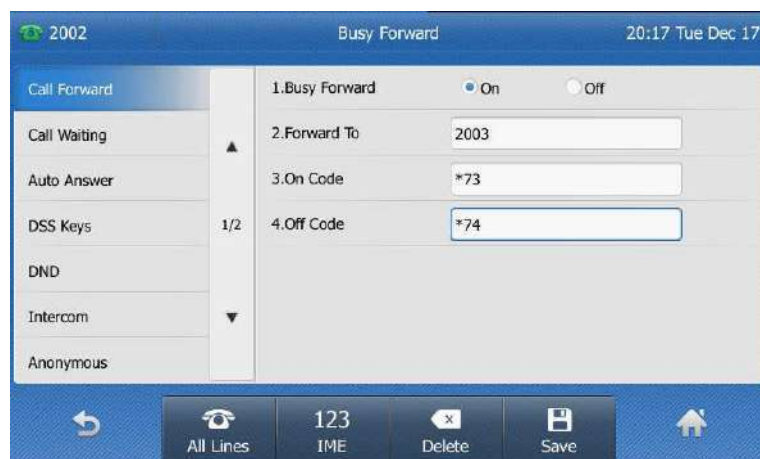 2002 Busy Forward 20:17 Tue Dec 17
Call Forward
Call Waiting
Auto Answer
DSS Keys
DND
Intercom
Anonymous
1/2
1.Busy Forward On Off
2.Forward To 2003
3.On Code *73
4.Off Code *74
All Lines
123
IME
x
Delete
Save